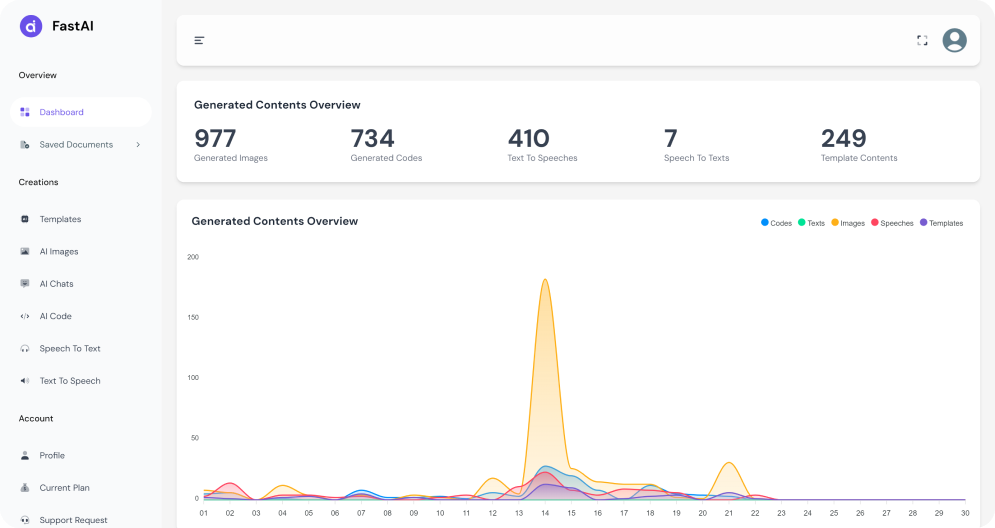 FastAI
Overview
Dashboard
Saved Documents
Creations
Templates
AI Images
AI Chats
AI Code
Speech To Text
Text To Speech
Account
Profile
Current Plan
Support Request
Generated Contents Overview
977 734 410 7 249
Generated Images Generated Codes Text To Speeches Speech To Texts Template Contents
Generated Contents Overview
Codes Texts Images Speeches Templates
200
150
100
50
0
01 02 03 04 05 06 07 08 09 10 11 12 13 14 15 16 17 18 19 20 21 22 23 24 25 26 27 28 29 30